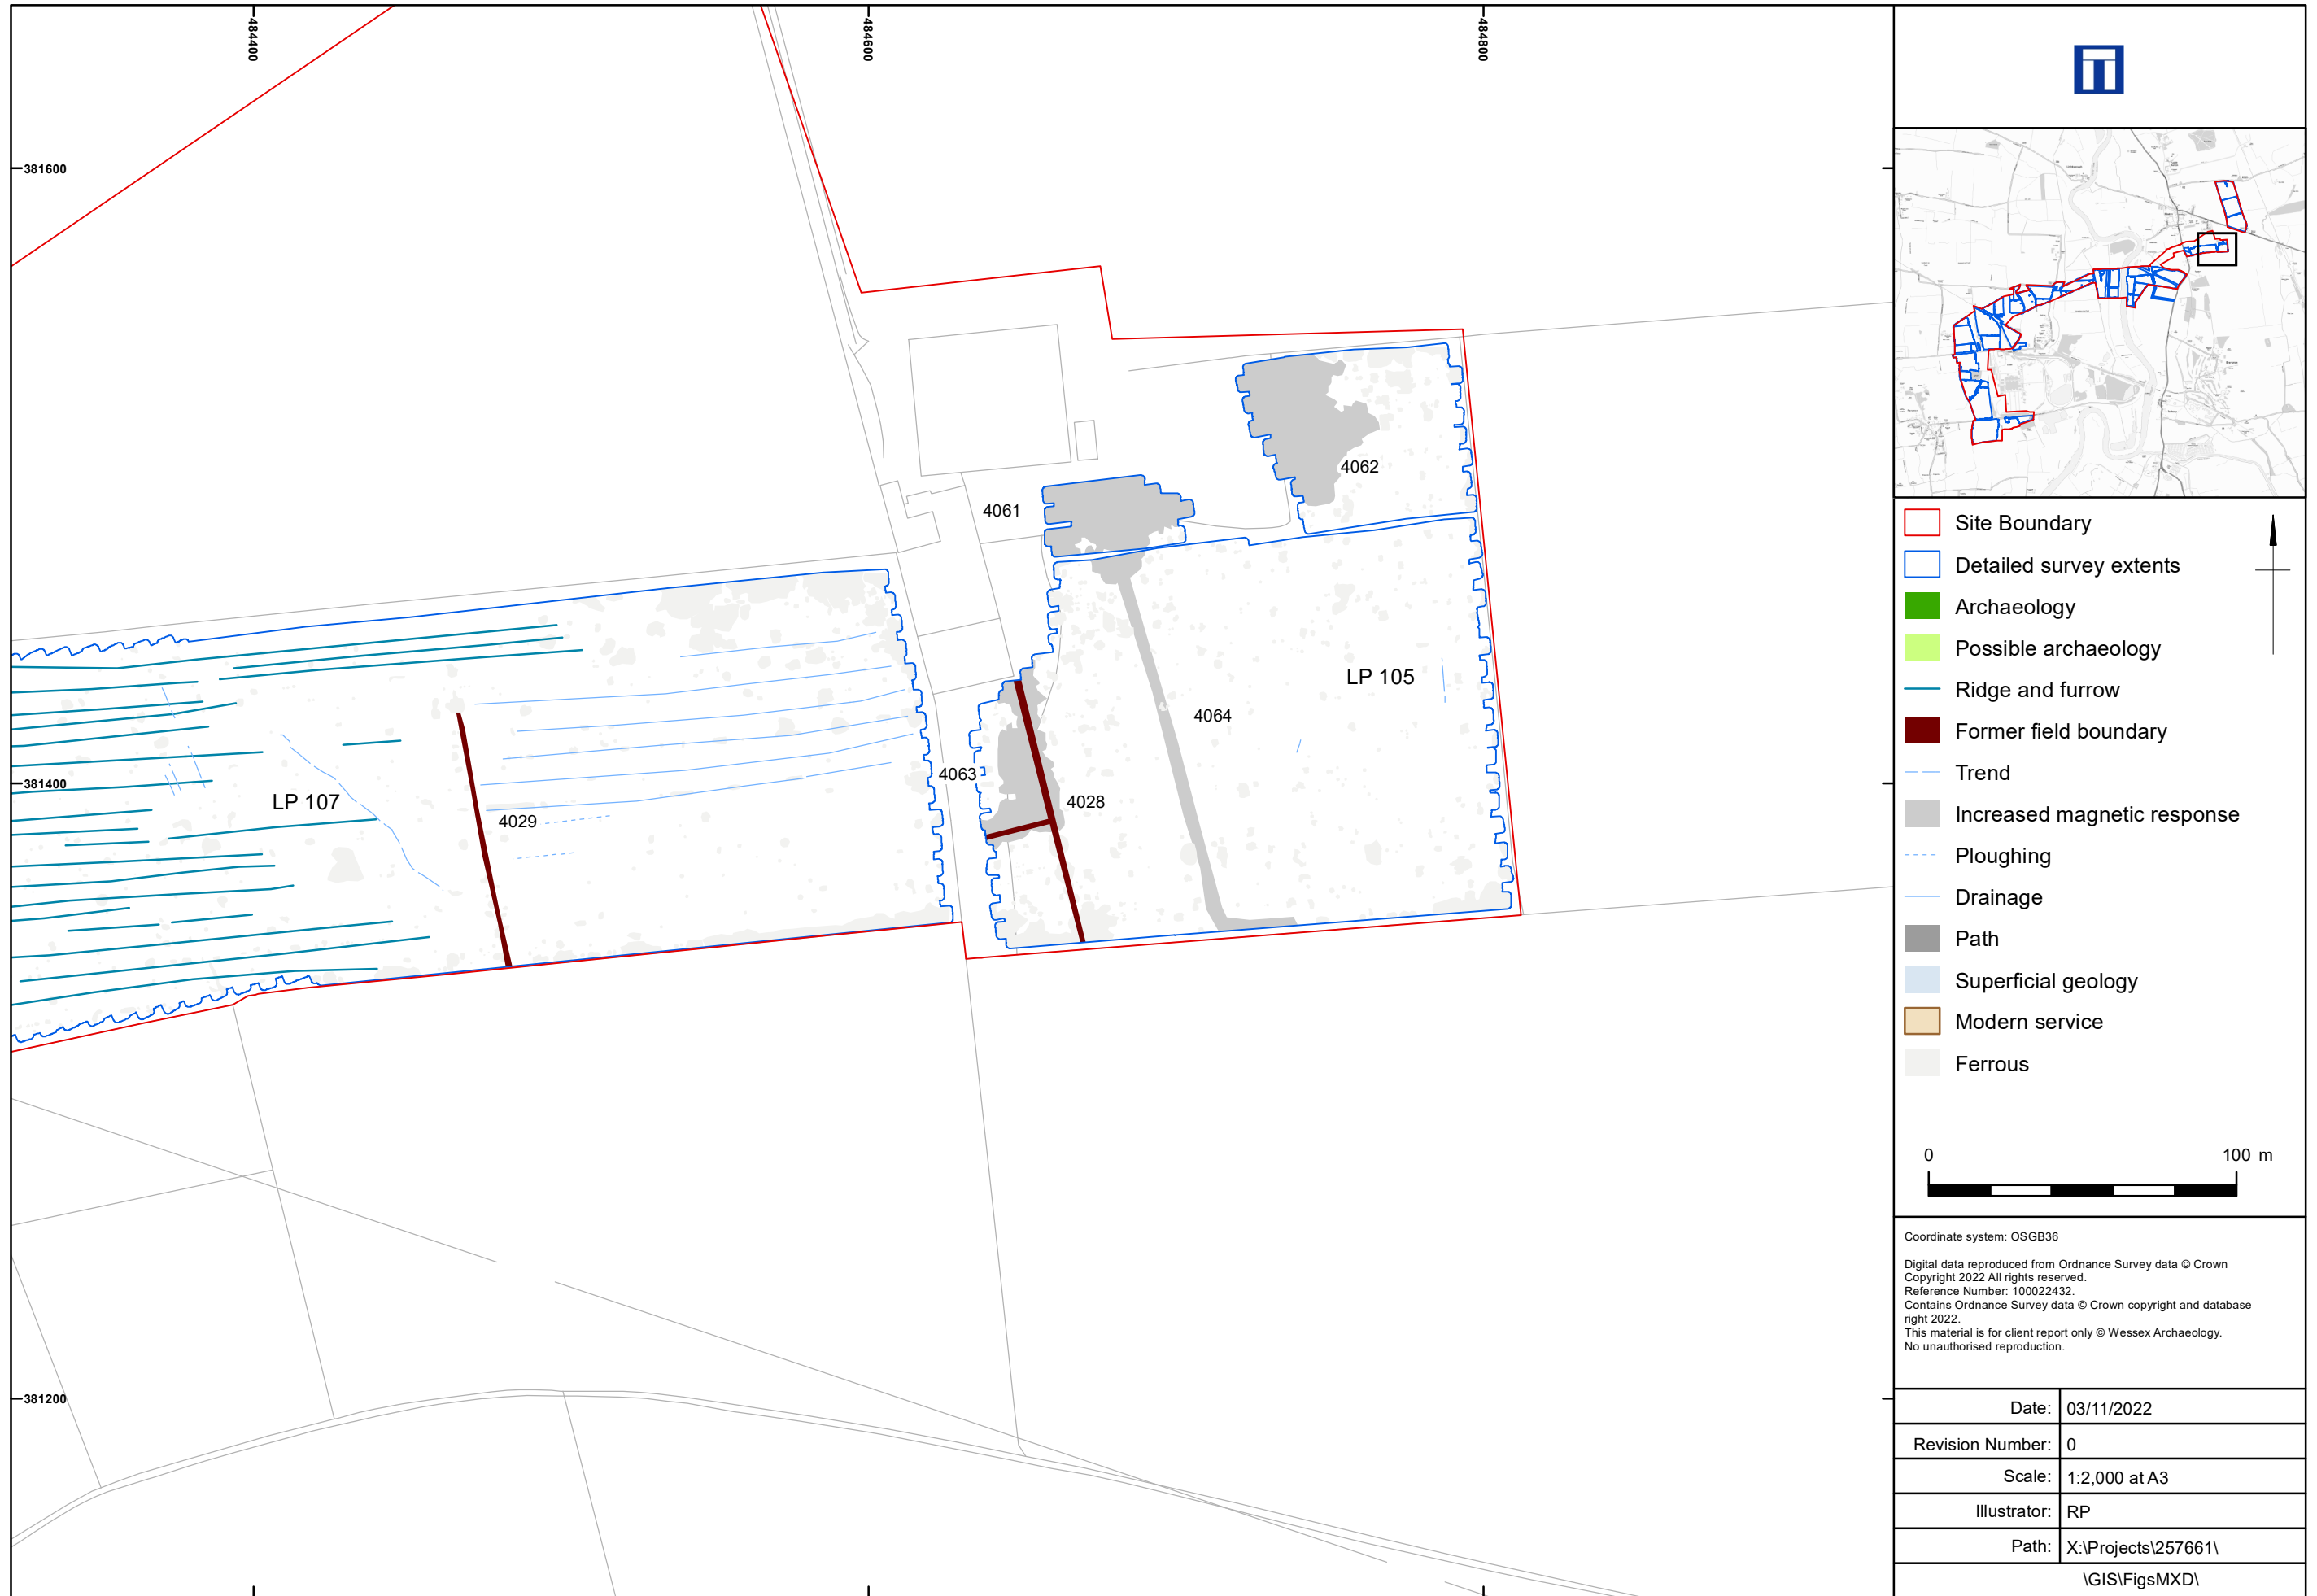 484400
484600
484800
381600
381400
381200
4062
4061
LP 105
4064
4063
LP 107
4028
4029
Site Boundary
Detailed survey extents
Archaeology
Possible archaeology
Ridge and furrow
Former field boundary
Trend
Increased magnetic response
Ploughing
Drainage
Path
Superficial geology
Modern service
Ferrous
0 100 m
Coordinate system: OSGB36
Digital data reproduced from Ordnance Survey data © Crown
Copyright 2022 All rights reserved.
Reference Number: 100022432.
Contains Ordnance Survey data © Crown copyright and database
right 2022.
This material is for client report only © Wessex Archaeology.
No unauthorised reproduction.
Date: 03/11/2022
Revision Number: 0
Scale: 1:2,000 at A3
Illustrator: RP
Path: X:\Projects\257661\
\GIS\FigsMXD\